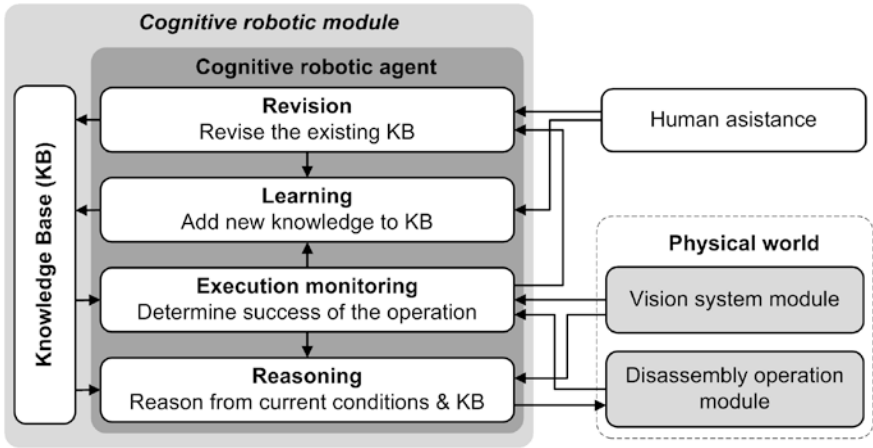 Cognitive robotic module
Cognitive robotic agent
Knowledge Base (KB)
Revision
Revise the existing KB
Learning
Add new knowledge to KB
Execution monitoring
Determine success of the operation
Reasoning
Reason from current conditions & KB
Human asistance
Physical world
Vision system module
Disassembly operation
module